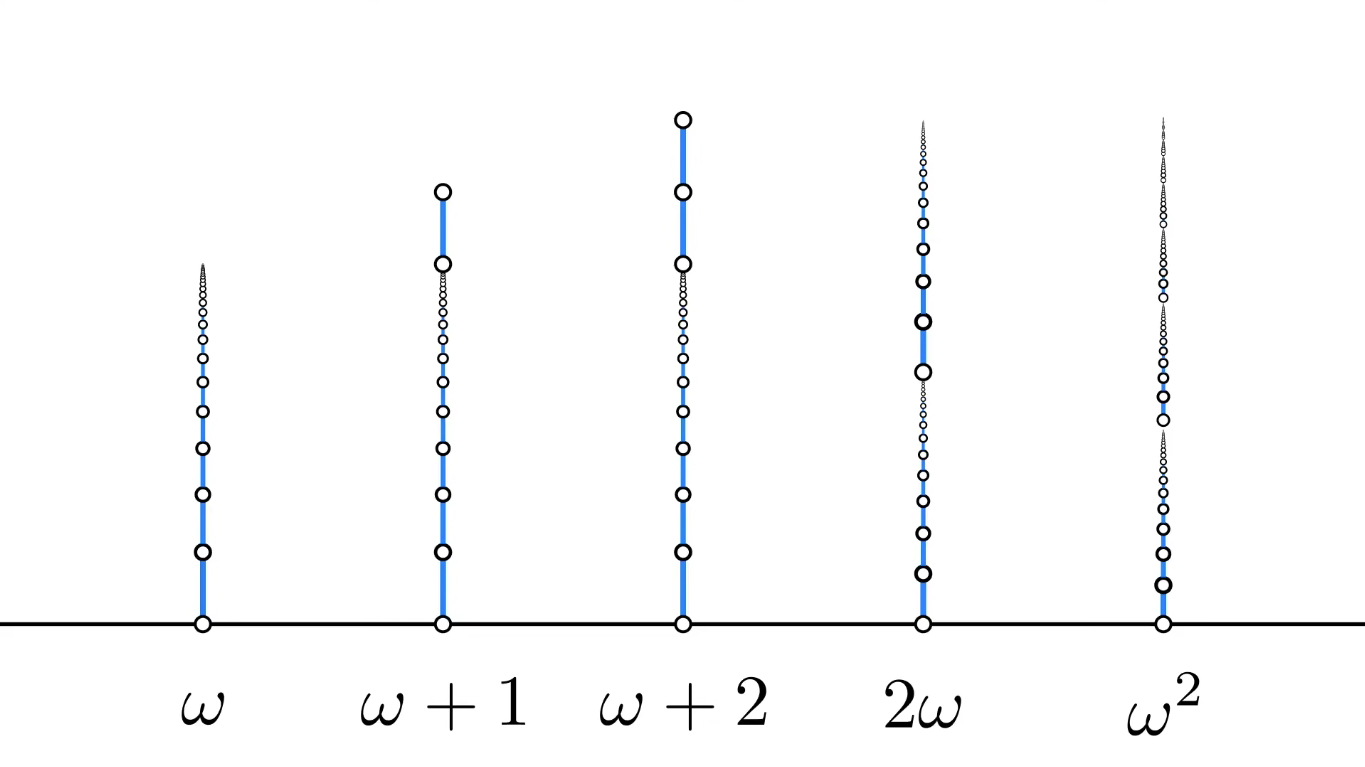 ω ω + 1 ω + 2 2ω ω²